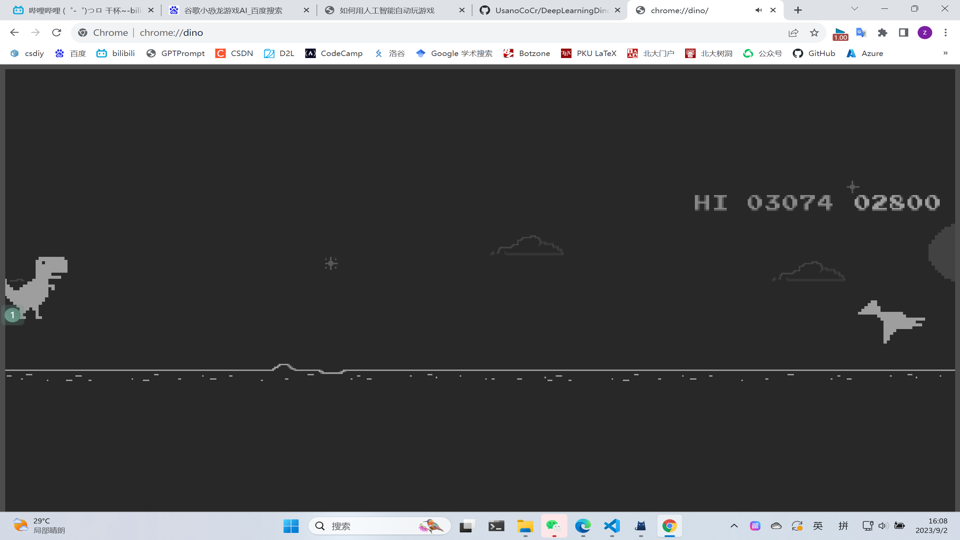 哔哩哔哩 (゜-゜)つロ 干杯~-bili
谷歌小恐龙游戏AI_百度搜索
如何用人工智能自动玩游戏
UsanoCoCr/DeepLearningDin
chrome://dino/
Chrome | chrome://dino
1.00
z
csdiy
百度
bilibili
GPTPrompt
CSDN
D2L
CodeCamp
洛谷
Google 学术搜索
Botzone
PKU LaTeX
北大门户
北大树洞
公众号
GitHub
Azure
»
HI 03074 02800
1
29°C
局部晴朗
搜索
英
拼
16:08
2023/9/2